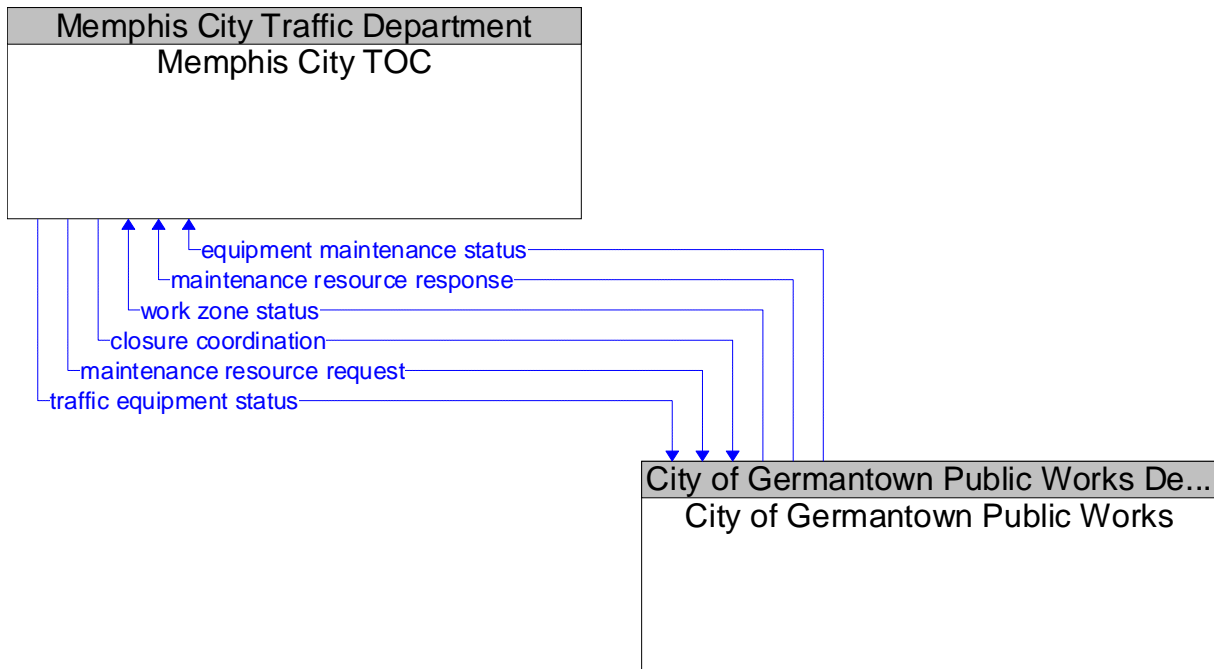 Memphis City Traffic Department
Memphis City TOC
equipment maintenance status
maintenance resource response
work zone status
closure coordination
maintenance resource request
traffic equipment status
City of Germantown Public Works De...
City of Germantown Public Works